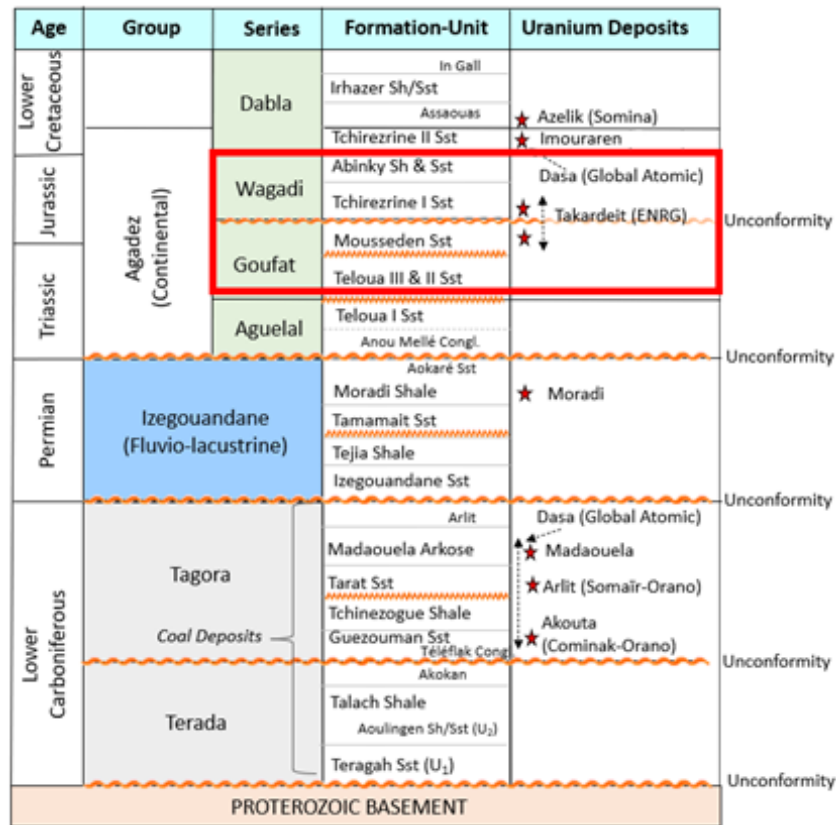 Age Group Series Formation-Unit Uranium Deposits
Lower
Cretaceous
Jurassic
Triassic
Permian
Lower
Carboniferous
Agadez
(Continental)
Izegouandane
(Fluvio-lacustrine)
Tagora
Coal Deposits
Terada
Dabla
Wagadi
Goufat
Aguelal
In Gall
Irhazer Sh/Sst
Assaouas
Tchirezrine II Sst
Abinky Sh & Sst
Tchirezrine I Sst
Mousseden Sst
Teloua III & II Sst
Teloua I Sst
Anou Mellé Congl.
Aokaré Sst
Moradi Shale
Tamamait Sst
Tejia Shale
Izegouandane Sst
Arlit
Madaouela Arkose
Tarat Sst
Tchinezogue Shale
Guezouman Sst
Téléflak Cong
Akokan
Talach Shale
Aoulingen Sh/Sst (U₂)
Teragah Sst (U₁)
Azelik (Somina)
Imouraren
Dasa (Global Atomic)
Takardeit (ENRG)
Moradi
Dasa (Global Atomic)
Madaouela
Arlit (Somaïr-Orano)
Akouta
(Cominak-Orano)
Unconformity
Unconformity
Unconformity
Unconformity
Unconformity
PROTEROZOIC BASEMENT